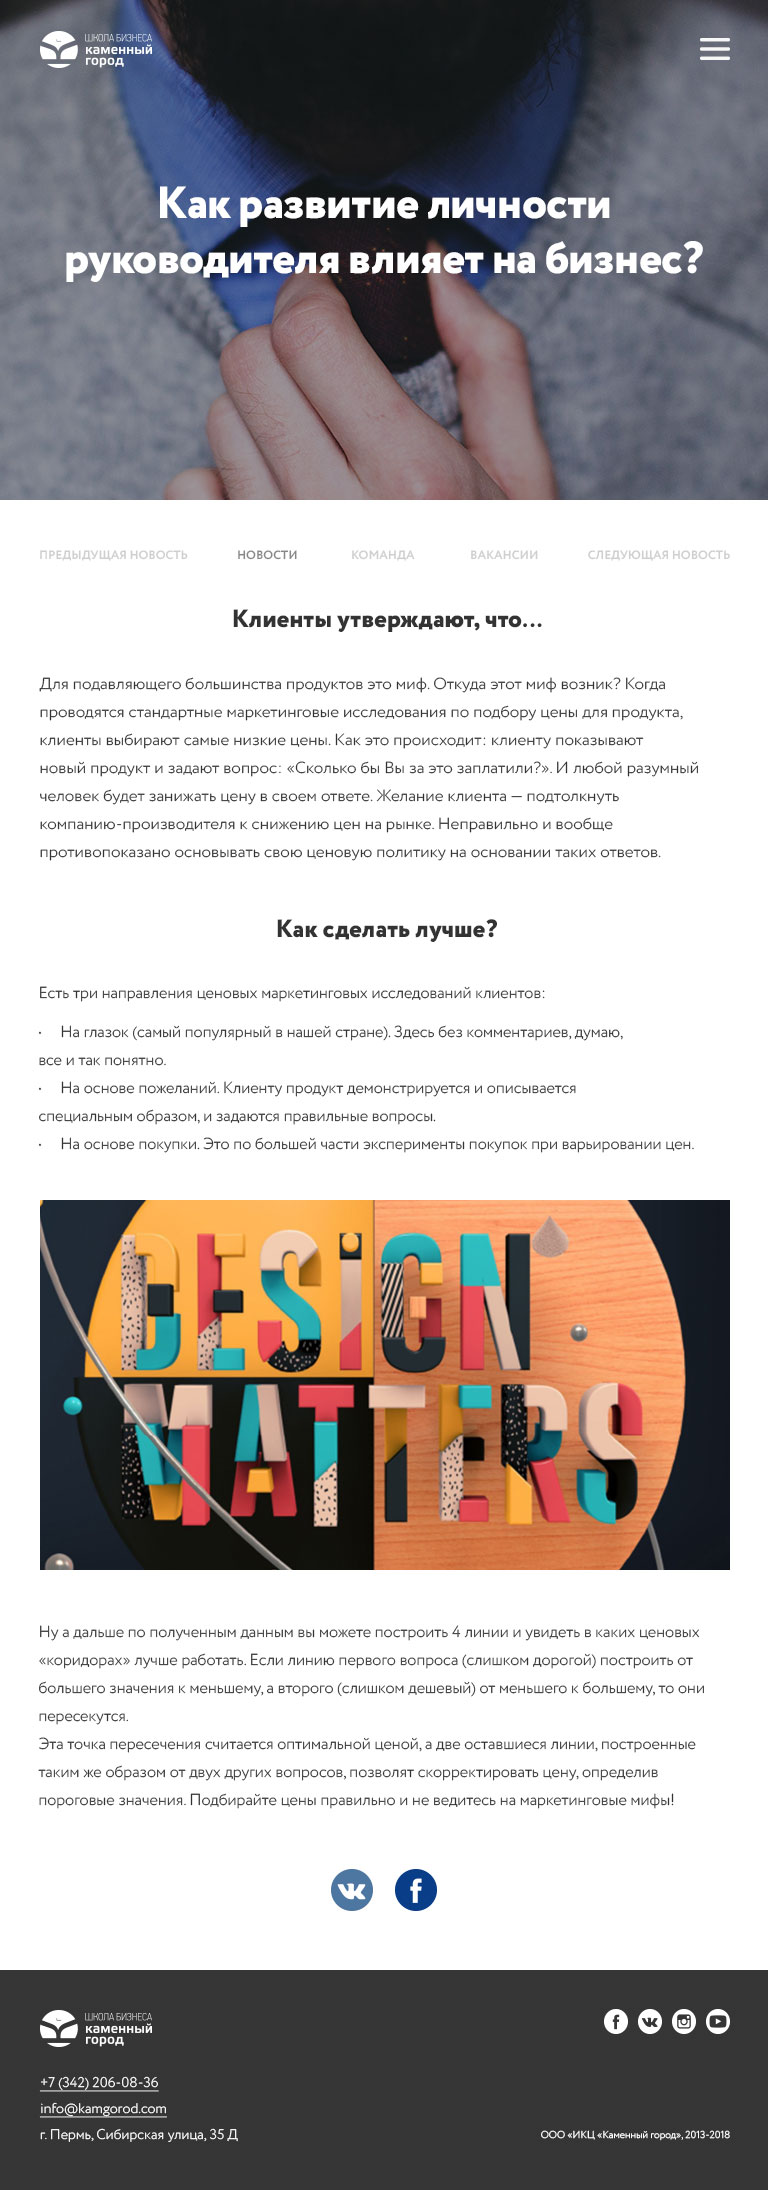 ШКОЛА БИЗНЕСА
каменный
город
Как развитие личности
руководителя влияет на бизнес?
ПРЕДЫДУЩАЯ НОВОСТЬ НОВОСТИ КОМАНДА ВАКАНСИИ СЛЕДУЮЩАЯ НОВОСТЬ
Клиенты утверждают, что...
Для подавляющего большинства продуктов это миф. Откуда этот миф возник? Когда
проводятся стандартные маркетинговые исследования по подбору цены для продукта,
клиенты выбирают самые низкие цены. Как это происходит: клиенту показывают
новый продукт и задают вопрос: «Сколько бы Вы за это заплатили?». И любой разумный
человек будет занижать цену в своем ответе. Желание клиента — подтолкнуть
компанию-производителя к снижению цен на рынке. Неправильно и вообще
противопоказано основывать свою ценовую политику на основании таких ответов.
Как сделать лучше?
Есть три направления ценовых маркетинговых исследований клиентов:
· На глазок (самый популярный в нашей стране). Здесь без комментариев, думаю,
все и так понятно.
· На основе пожеланий. Клиенту продукт демонстрируется и описывается
специальным образом, и задаются правильные вопросы.
· На основе покупки. Это по большей части эксперименты покупок при варьировании цен.
DESIGN
MATTERS
Ну а дальше по полученным данным вы можете построить 4 линии и увидеть в каких ценовых
«коридорах» лучше работать. Если линию первого вопроса (слишком дорогой) построить от
большего значения к меньшему, а второго (слишком дешевый) от меньшего к большему, то они
пересекутся.
Эта точка пересечения считается оптимальной ценой, а две оставшиеся линии, построенные
таким же образом от двух других вопросов, позволят скорректировать цену, определив
пороговые значения. Подбирайте цены правильно и не ведитесь на маркетинговые мифы!
ШКОЛА БИЗНЕСА
каменный
город
+7 (342) 206-08-36
info@kamgorod.com
г. Пермь, Сибирская улица, 35 Д
ООО «ИКЦ «Каменный город», 2013-2018